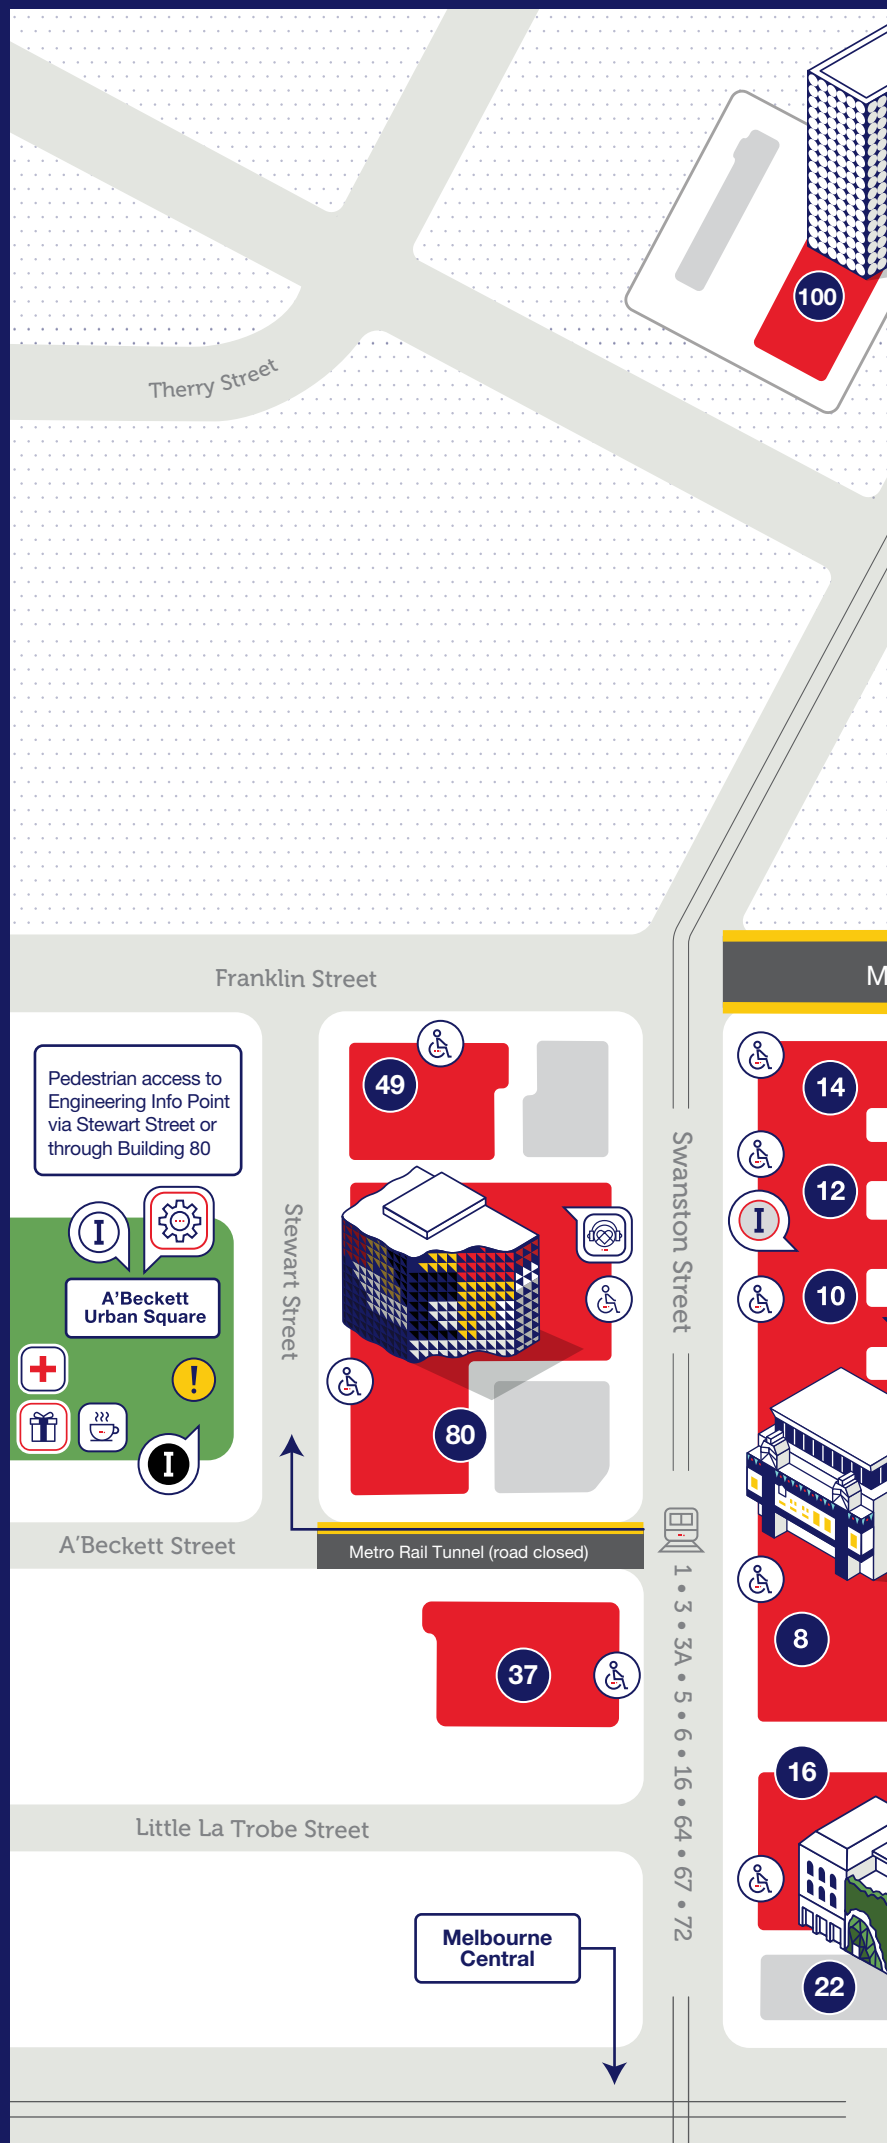 100
Therry Street
Franklin Street
M
Pedestrian access to
Engineering Info Point
via Stewart Street or
through Building 80
49
14
12
10
I
I
A'Beckett
Urban Square
!
I
Stewart Street
Swanston Street
80
A'Beckett Street
Metro Rail Tunnel (road closed)
1 • 3 • 3A • 5 • 6 • 16 • 64 • 67 • 72
8
37
16
Little La Trobe Street
Melbourne
Central
22